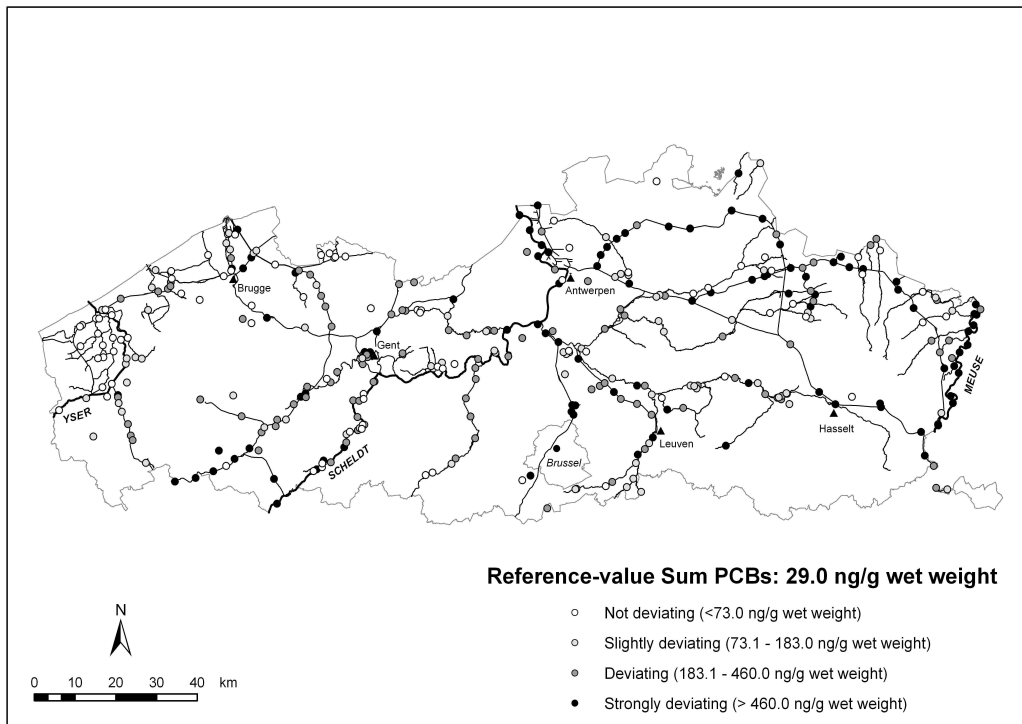 Brugge
Antwerpen
Gent
YSER
SCHELDT
Brussel
Leuven
Hasselt
MEUSE
Reference-value Sum PCBs: 29.0 ng/g wet weight
Not deviating (<73.0 ng/g wet weight)
Slightly deviating (73.1 - 183.0 ng/g wet weight)
Deviating (183.1 - 460.0 ng/g wet weight)
Strongly deviating (> 460.0 ng/g wet weight)
N
0 10 20 30 40 km